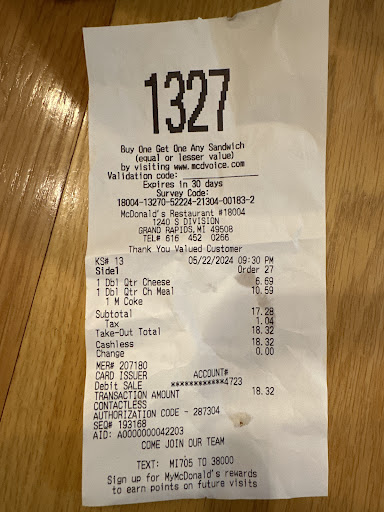 1327
Buy One Get One Any Sandwich
(equal or lesser value)
by visiting www.mcdvoice.com
Validation code:
Expires in 30 days
Survey Code:
18004-13270-52224-21304-00183-2
McDonald's Restaurant #18004
1240 S DIVISION
GRAND RAPIDS,MI 49508
TEL# 616 452 0266
Thank You Valued Customer
KS# 13 05/22/2024 09:30 PM
Side1 Order 27
1 Dbl Qtr Cheese 6.69
1 Dbl Qtr Ch Meal 10.59
1 M Coke
Subtotal 17.28
Tax 1.04
Take-Out Total 18.32
Cashless 18.32
Change 0.00
MER# 207180
CARD ISSUER ACCOUNT#
Debit SALE ************4723
TRANSACTION AMOUNT 18.32
CONTACTLESS
AUTHORIZATION CODE - 287304
SEQ# 193168
AID: A0000000042203
COME JOIN OUR TEAM
TEXT: MI705 TO 38000
Sign up for MyMcDonald's rewards
to earn points on future visits